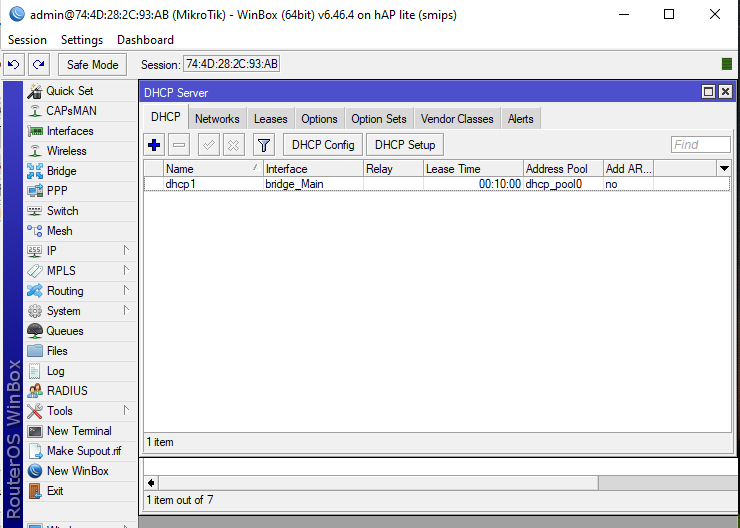 admin@74:4D:28:2C:93:AB (MikroTik) - WinBox (64bit) v6.46.4 on hAP lite (smips)
Session Settings Dashboard
Safe Mode Session: 74:4D:28:2C:93:AB
Quick Set
CAPsMAN
Interfaces
Wireless
Bridge
PPP
Switch
Mesh
IP
MPLS
Routing
System
Queues
Files
Log
RADIUS
Tools
New Terminal
Make Supout.rif
New WinBox
Exit
RouterOS WinBox
DHCP Server
DHCP Networks Leases Options Option Sets Vendor Classes Alerts
DHCP Config DHCP Setup Find
Name Interface Relay Lease Time Address Pool Add AR...
dhcp1 bridge_Main 00:10:00 dhcp_pool0 no
1 item
1 item out of 7